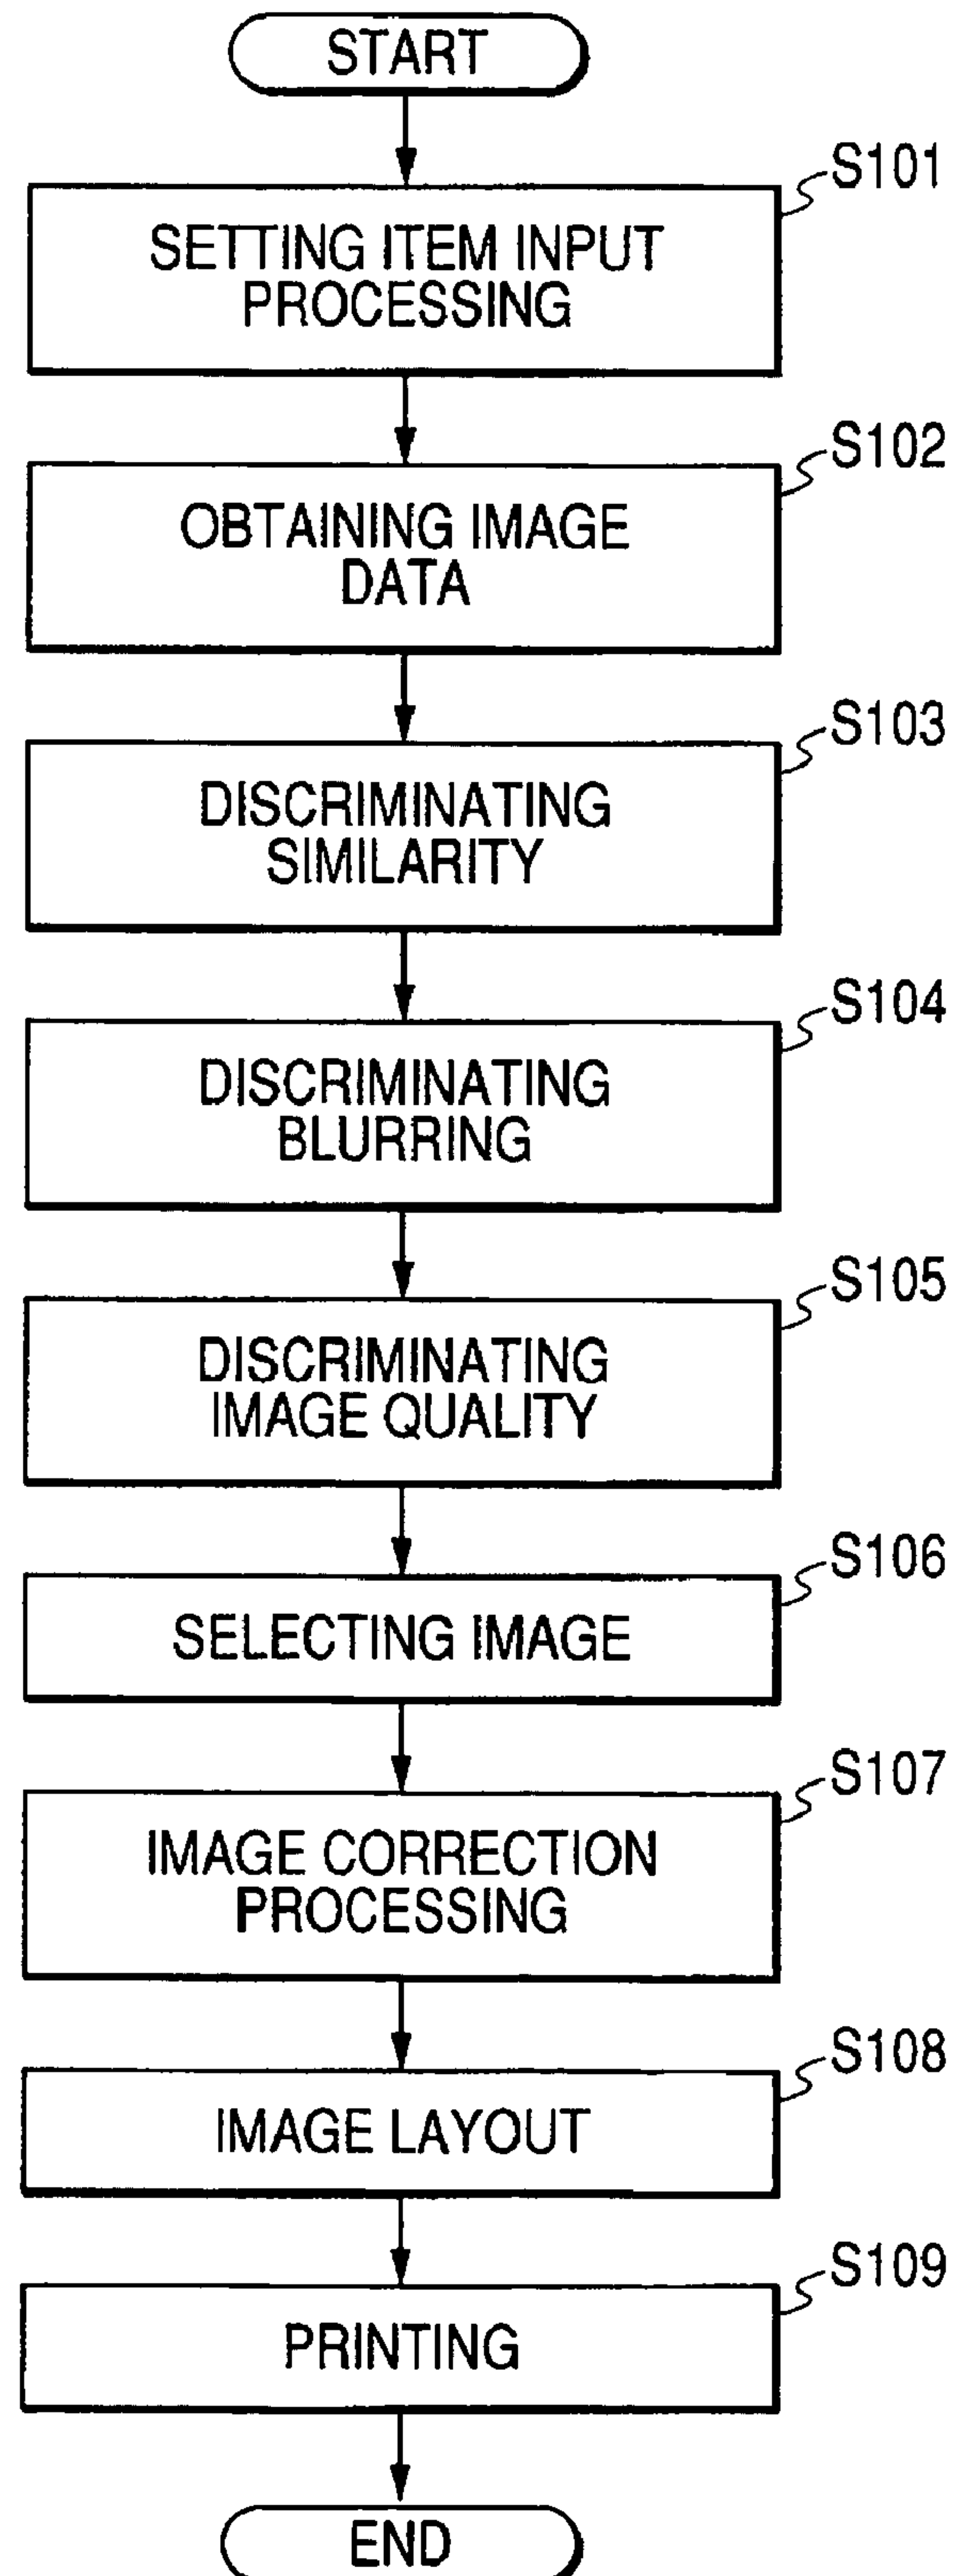 START
S101
SETTING ITEM INPUT
PROCESSING
S102
OBTAINING IMAGE
DATA
S103
DISCRIMINATING
SIMILARITY
S104
DISCRIMINATING
BLURRING
S105
DISCRIMINATING
IMAGE QUALITY
S106
SELECTING IMAGE
S107
IMAGE CORRECTION
PROCESSING
S108
IMAGE LAYOUT
S109
PRINTING
END